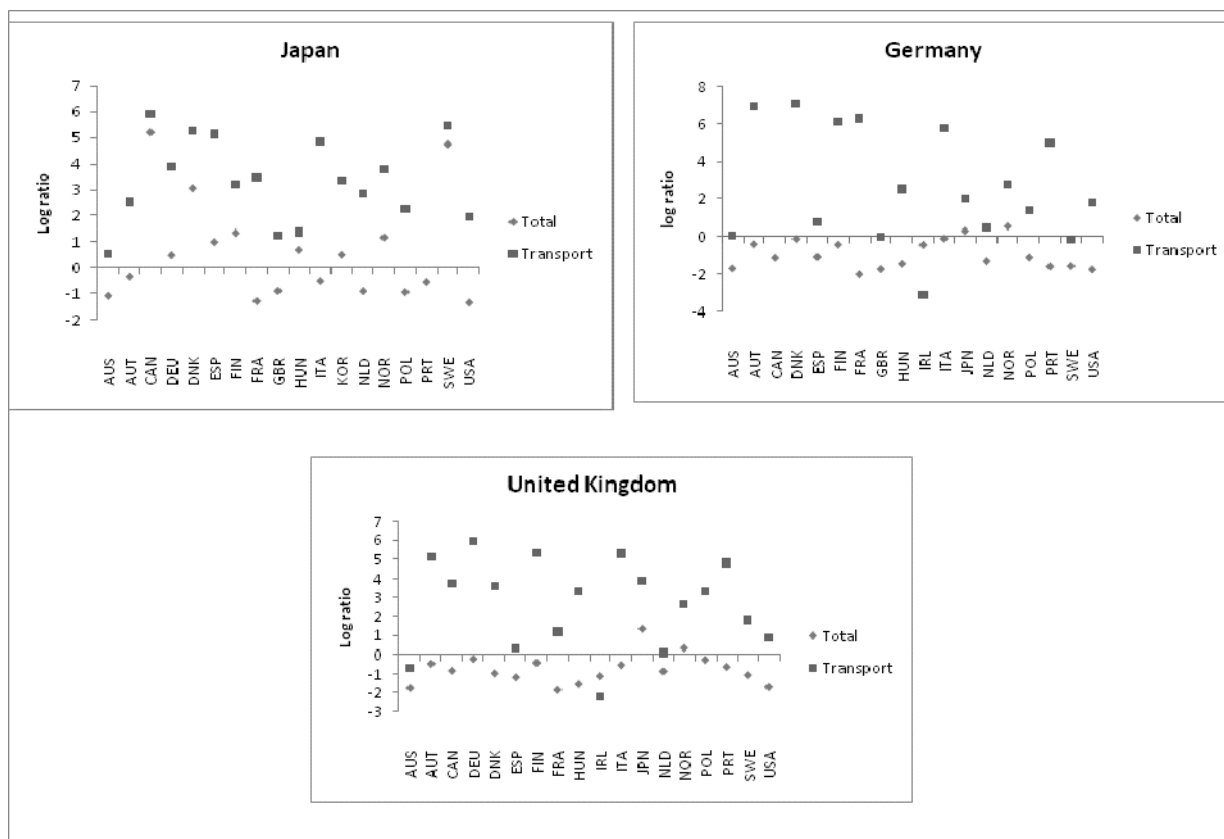 Japan
7
6
5
4
3
2
1
0
-1
-2
Log ratio
AUS AUT CAN DEU DNK ESP FIN FRA GBR HUN ITA KOR NLD NOR POL PRT SWE USA
Total
Transport
Germany
8
6
4
2
0
-2
-4
log ratio
AUS AUT CAN DNK ESP FIN FRA GBR HUN IRL ITA JPN NLD NOR POL PRT SWE USA
Total
Transport
United Kingdom
7
6
5
4
3
2
1
0
-1
-2
-3
Log ratio
AUS AUT CAN DEU DNK ESP FIN FRA HUN IRL ITA JPN NLD NOR POL PRT SWE USA
Total
Transport